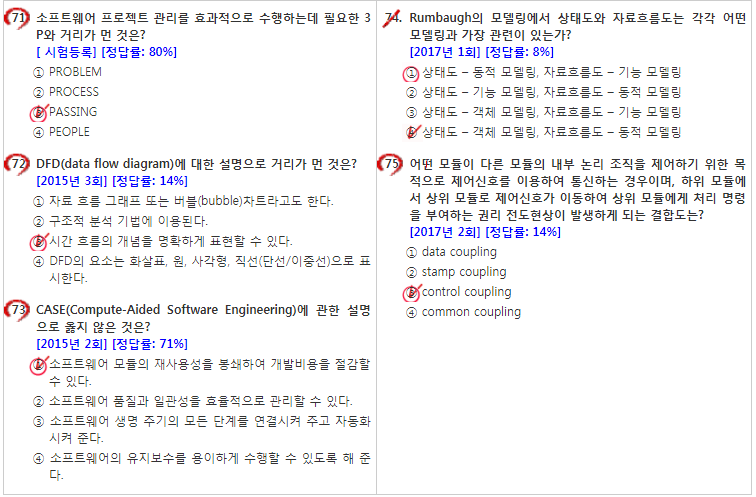 71. 소프트웨어 프로젝트 관리를 효과적으로 수행하는데 필요한 3
P와 거리가 먼 것은?
[ 시험등록] [정답률: 80%]
① PROBLEM
② PROCESS
③ PASSING
④ PEOPLE
72. DFD(data flow diagram)에 대한 설명으로 거리가 먼 것은?
[2015년 3회] [정답률: 14%]
① 자료 흐름 그래프 또는 버블(bubble)차트라고도 한다.
② 구조적 분석 기법에 이용된다.
③ 시간 흐름의 개념을 명확하게 표현할 수 있다.
④ DFD의 요소는 화살표, 원, 사각형, 직선(단선/이중선)으로 표
시한다.
73. CASE(Compute-Aided Software Engineering)에 관한 설명
으로 옳지 않은 것은?
[2015년 2회] [정답률: 71%]
① 소프트웨어 모듈의 재사용성을 봉쇄하여 개발비용을 절감할
수 있다.
② 소프트웨어 품질과 일관성을 효율적으로 관리할 수 있다.
③ 소프트웨어 생명 주기의 모든 단계를 연결시켜 주고 자동화
시켜 준다.
④ 소프트웨어의 유지보수를 용이하게 수행할 수 있도록 해 준
다.
74. Rumbaugh의 모델링에서 상태도와 자료흐름도는 각각 어떤
모델링과 가장 관련이 있는가?
[2017년 1회] [정답률: 8%]
① 상태도 – 동적 모델링, 자료흐름도 – 기능 모델링
② 상태도 – 기능 모델링, 자료흐름도 – 동적 모델링
③ 상태도 – 객체 모델링, 자료흐름도 – 기능 모델링
④ 상태도 – 객체 모델링, 자료흐름도 – 동적 모델링
75. 어떤 모듈이 다른 모듈의 내부 논리 조직을 제어하기 위한 목
적으로 제어신호를 이용하여 통신하는 경우이며, 하위 모듈에
서 상위 모듈로 제어신호가 이동하여 상위 모듈에게 처리 명령
을 부여하는 권리 전도현상이 발생하게 되는 결합도는?
[2017년 2회] [정답률: 14%]
① data coupling
② stamp coupling
③ control coupling
④ common coupling